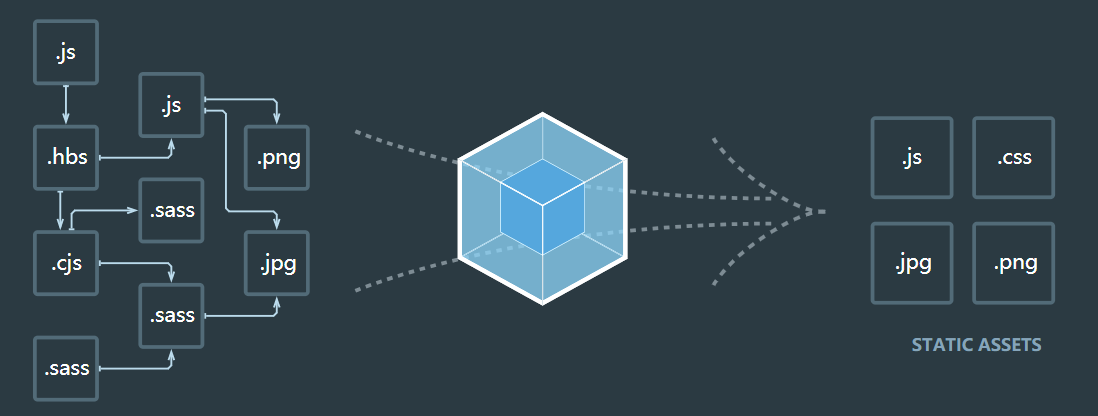 .js
.js
.hbs
.png
.sass
.cjs
.jpg
.sass
.sass
.js
.css
.jpg
.png
STATIC ASSETS